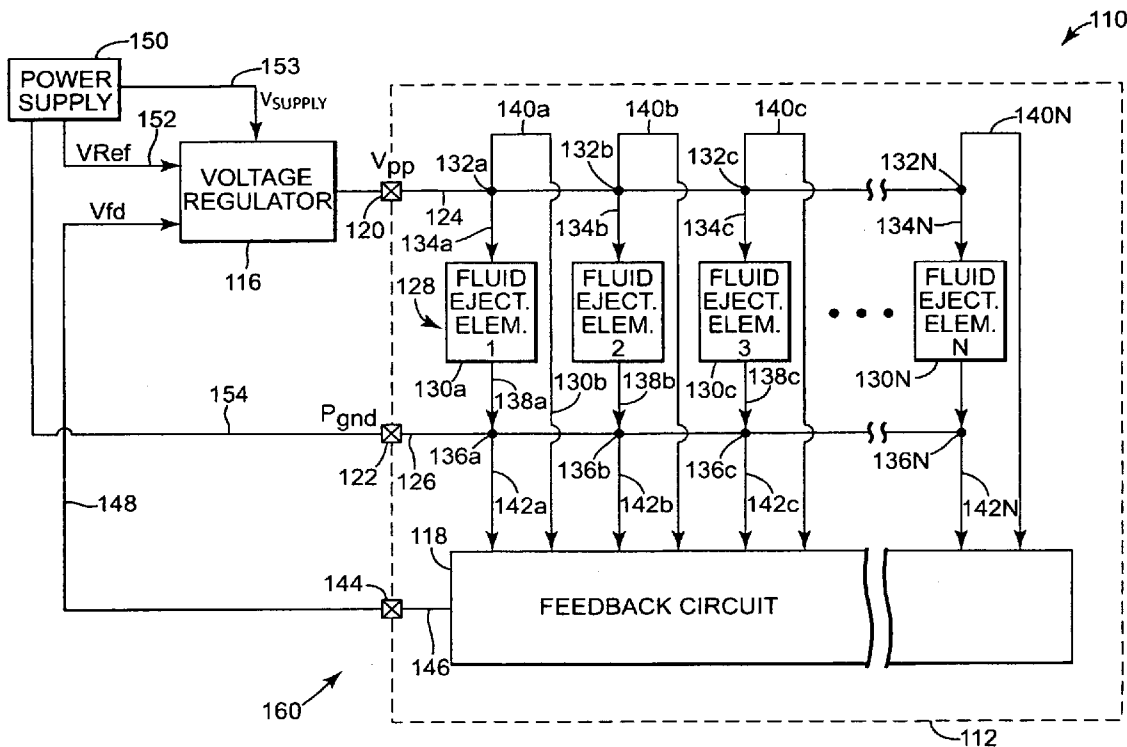 110
150
POWER
SUPPLY
153
VSUPPLY
152
VRef
VOLTAGE
REGULATOR
Vfd
116
Vpp
120
124
132a
132b
132c
132N
140a
140b
140c
140N
134a
134b
134c
134N
128
FLUID
EJECT.
ELEM.
1
FLUID
EJECT.
ELEM.
2
FLUID
EJECT.
ELEM.
3
FLUID
EJECT.
ELEM.
N
130a
138a
130b
138b
130c
138c
130N
154
Pgnd
122
126
136a
136b
136c
136N
142a
142b
142c
142N
148
118
144
FEEDBACK CIRCUIT
146
160
112